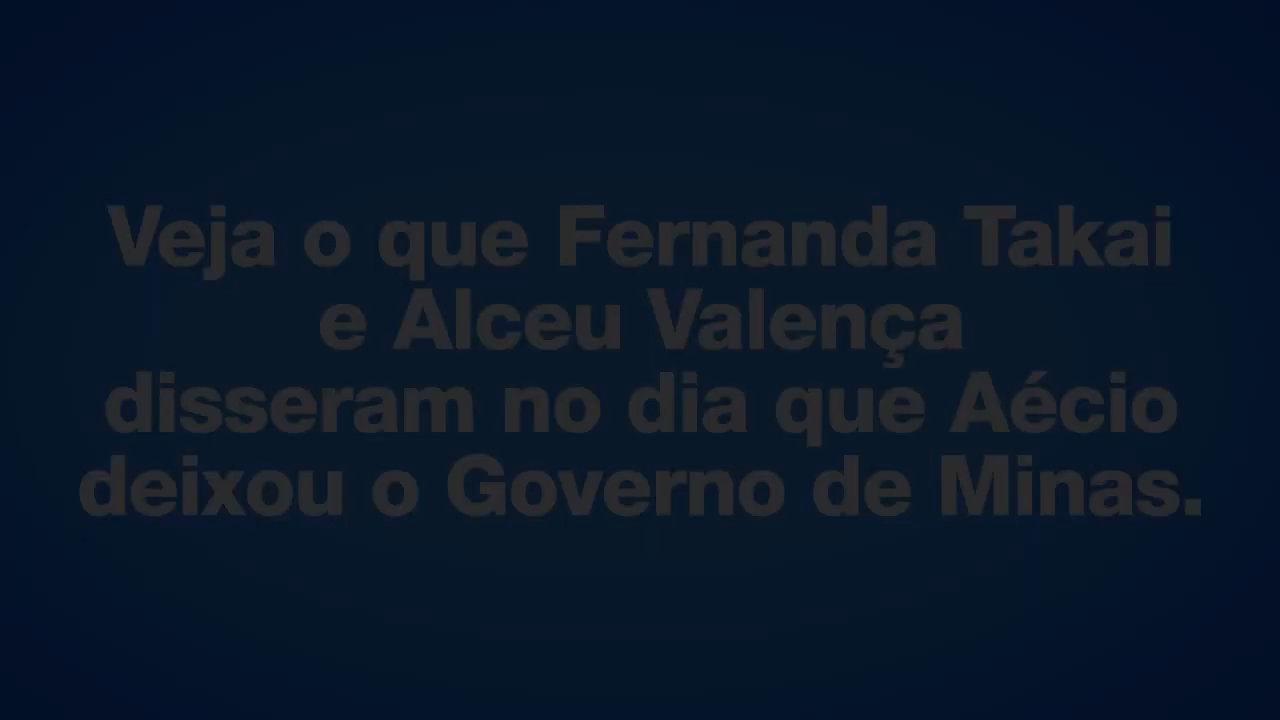 Veja o que Fernanda Takai
e Alceu Valença
disseram no dia que Aécio
deixou o Governo de Minas.